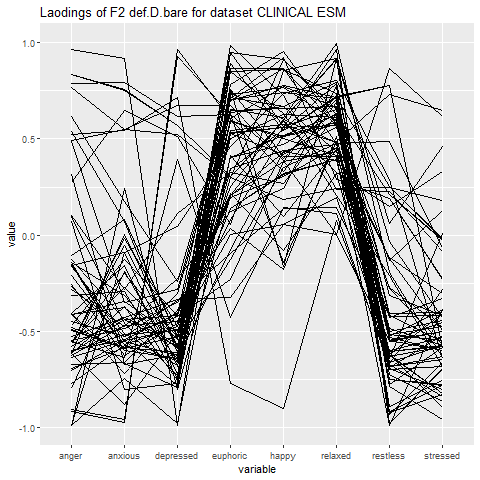 Laodings of F2 def.D.bare for dataset CLINICAL ESM
1.0
0.5
0.0
-0.5
-1.0
value
anger anxious depressed euphoric happy relaxed restless stressed
variable